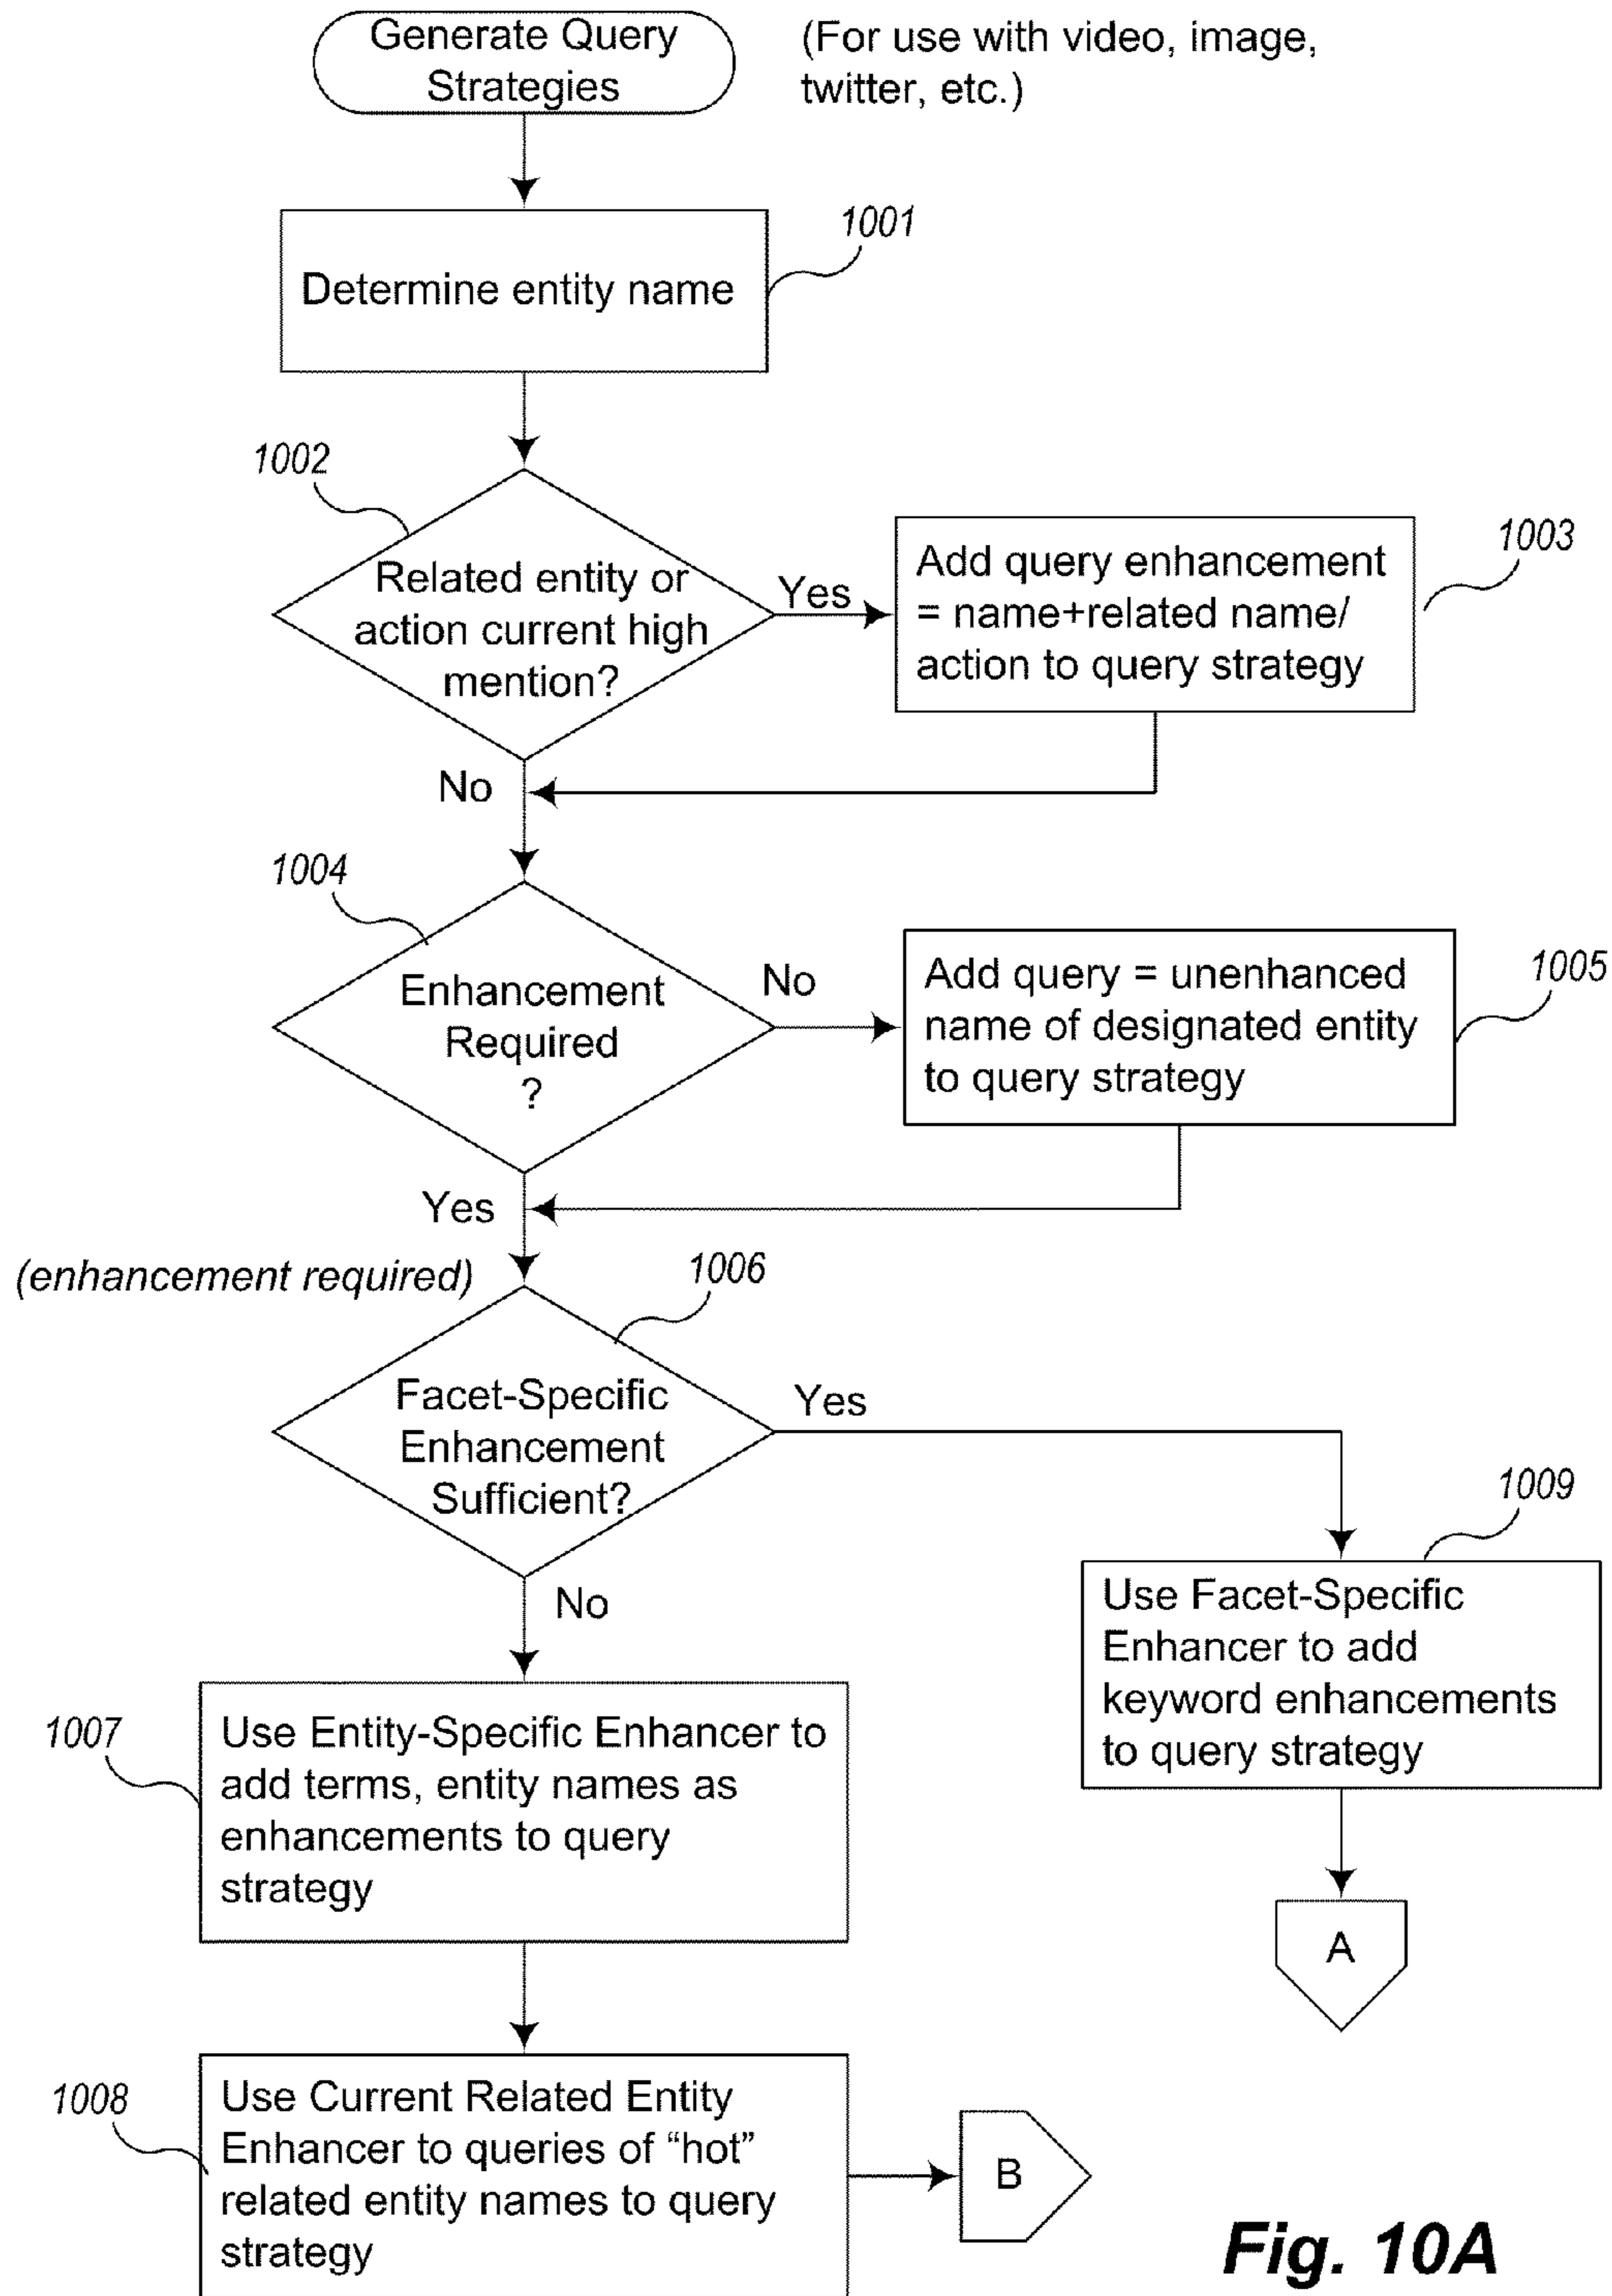 Generate Query
Strategies
(For use with video, image,
twitter, etc.)
1001
Determine entity name
1002
Related entity or
action current high
mention?
Yes
1003
Add query enhancement
= name+related name/
action to query strategy
No
1004
Enhancement
Required
?
No
1005
Add query = unenhanced
name of designated entity
to query strategy
Yes
(enhancement required)
1006
Facet-Specific
Enhancement
Sufficient?
Yes
1009
Use Facet-Specific
Enhancer to add
keyword enhancements
to query strategy
A
No
1007
Use Entity-Specific Enhancer to
add terms, entity names as
enhancements to query
strategy
1008
Use Current Related Entity
Enhancer to queries of “hot”
related entity names to query
strategy
B
Fig. 10A